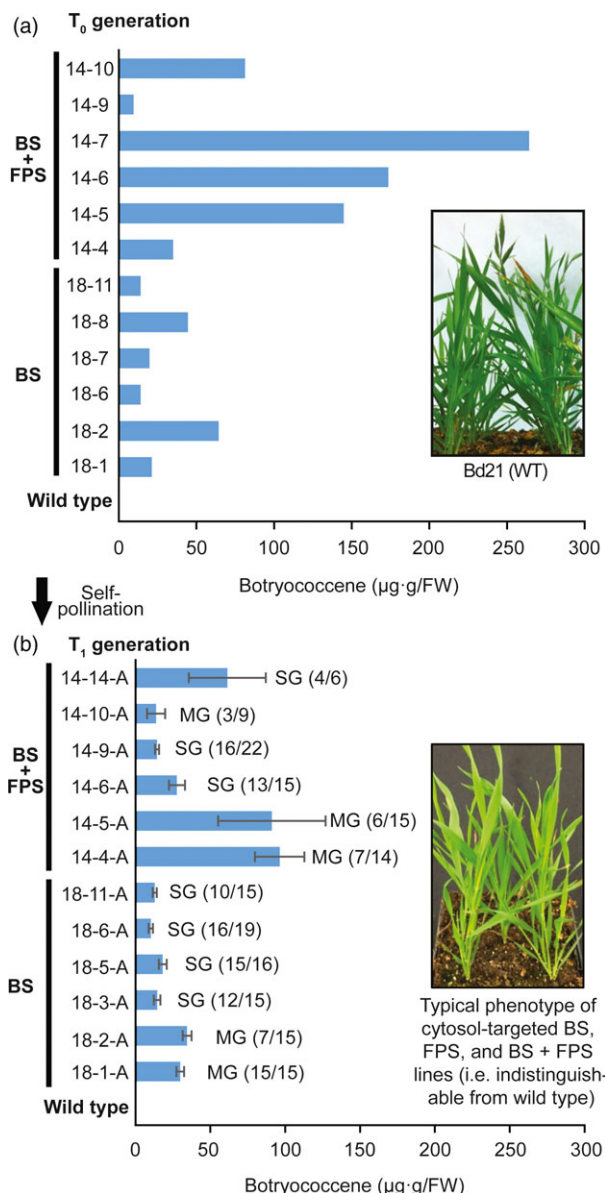 (a)
T0 generation
BS
+
FPS
14-10
14-9
14-7
14-6
14-5
14-4
BS
18-11
18-8
18-7
18-6
18-2
18-1
Wild type
Bd21 (WT)
0 50 100 150 200 250 300
Botryococcene (µg·g/FW)
Self-
pollination
(b)
T1 generation
BS
+
FPS
14-14-A SG (4/6)
14-10-A MG (3/9)
14-9-A SG (16/22)
14-6-A SG (13/15)
14-5-A MG (6/15)
14-4-A MG (7/14)
BS
18-11-A SG (10/15)
18-6-A SG (16/19)
18-5-A SG (15/16)
18-3-A SG (12/15)
18-2-A MG (7/15)
18-1-A MG (15/15)
Wild type
Typical phenotype of
cytosol-targeted BS,
FPS, and BS + FPS
lines (i.e. indistinguish-
able from wild type)
0 50 100 150 200 250 300
Botryococcene (µg·g/FW)